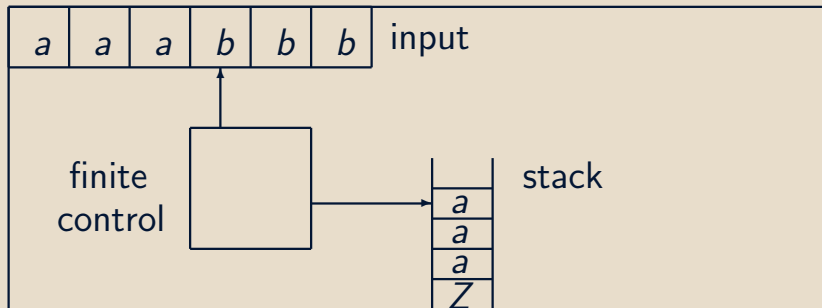 a a a b b b input
finite
control
stack
a
a
a
Z